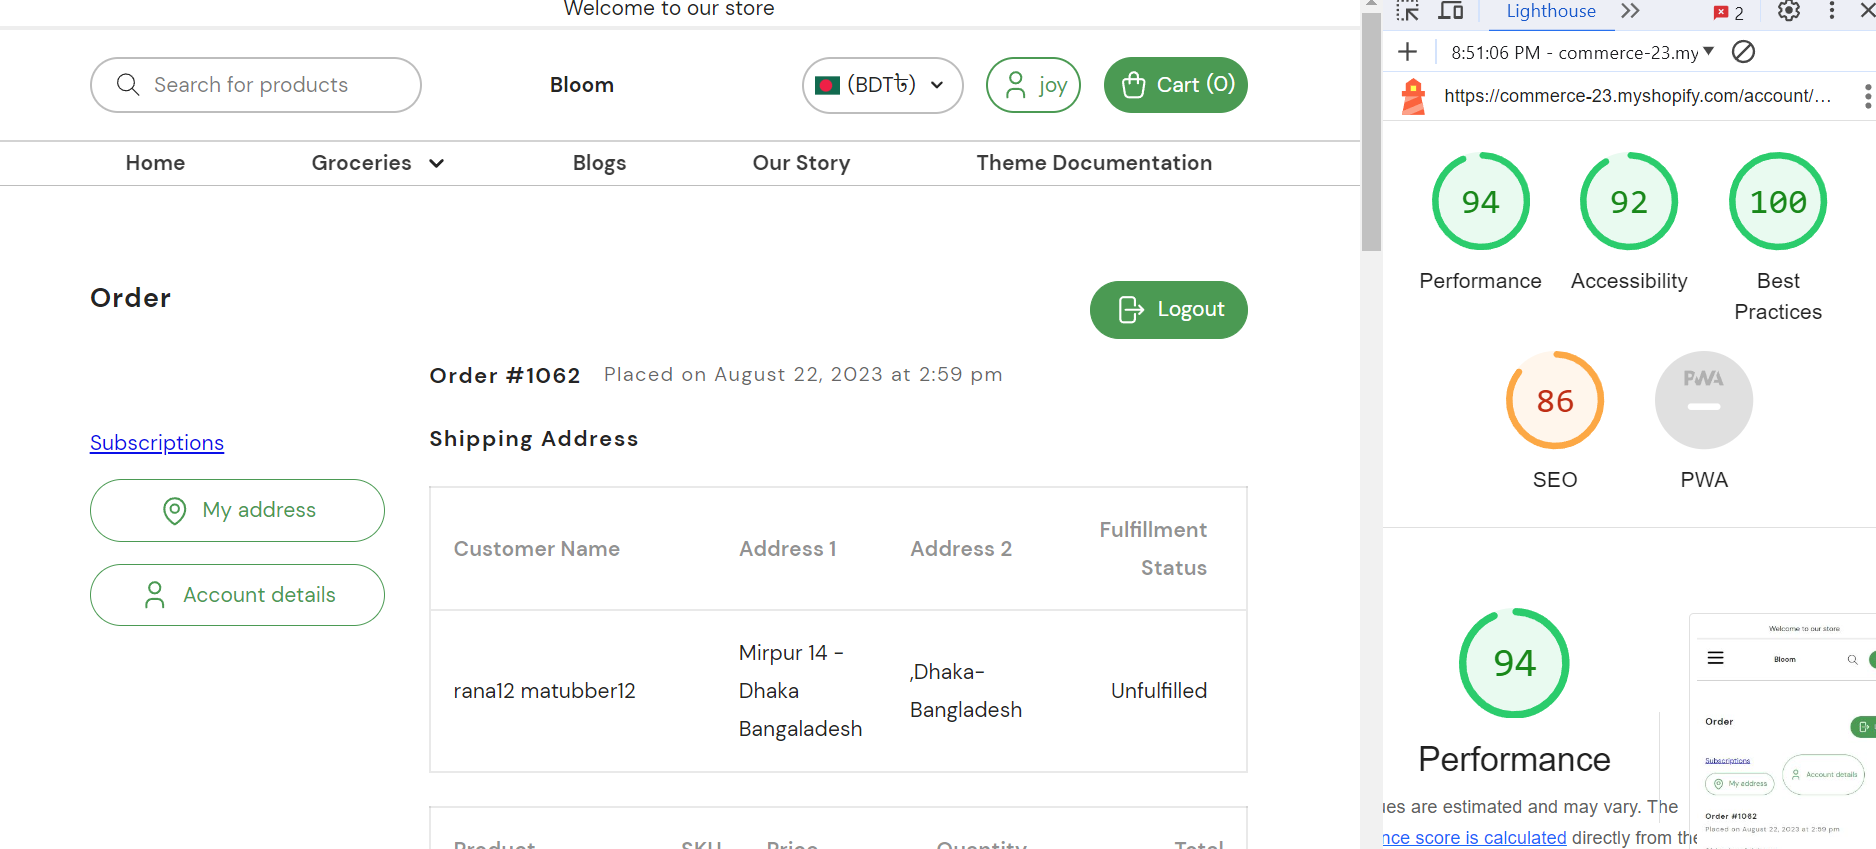 Welcome to our store
Search for products
Bloom
(BDT৳)
joy
Cart (0)
Home
Groceries
Blogs
Our Story
Theme Documentation
Order
Logout
Order #1062 Placed on August 22, 2023 at 2:59 pm
Subscriptions
My address
Account details
Shipping Address
Customer Name Address 1 Address 2 Fulfillment
Status
rana12 matubber12
Mirpur 14 -
Dhaka
Bangaladesh
,Dhaka-
Bangladesh
Unfulfilled
Product SKU Price Quantity Total
Lighthouse
2
8:51:06 PM - commerce-23.my
https://commerce-23.myshopify.com/account/…
94
Performance
92
Accessibility
100
Best
Practices
86
SEO
PWA
PWA
94
Performance
ues are estimated and may vary. The
nce score is calculated directly from the
Welcome to our store
Bloom
Order
Subscriptions
My address
Account details
Order #1062
Placed on August 22, 2023 at 2:59 pm